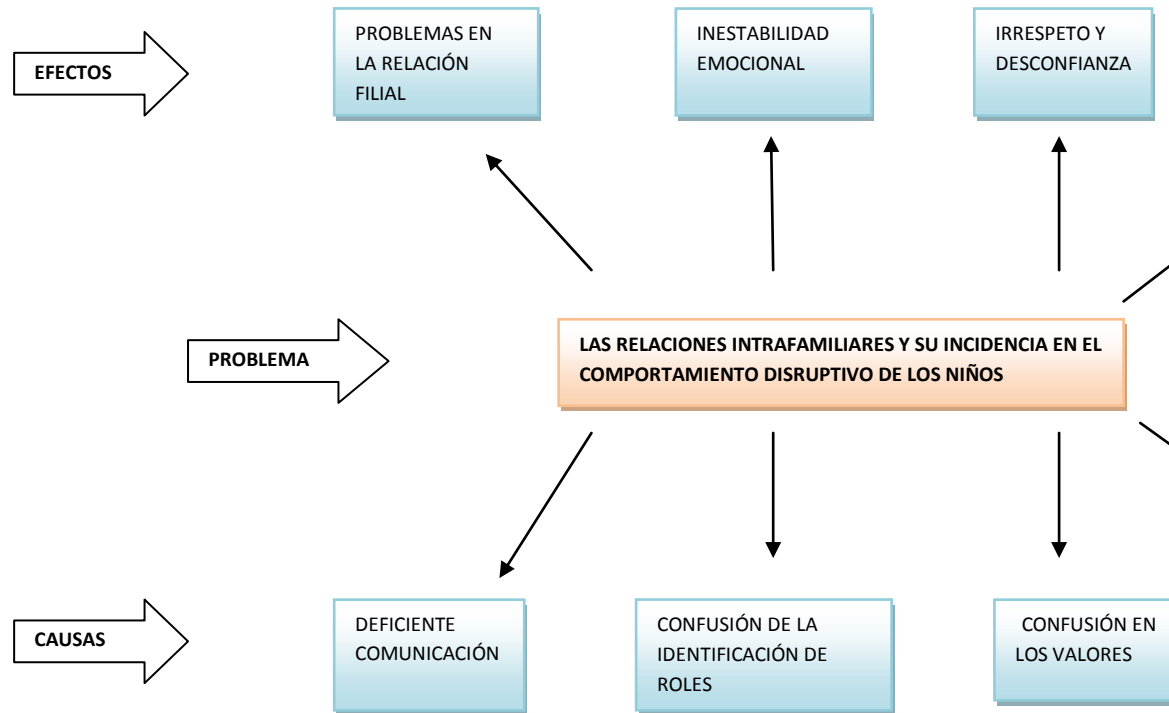 EFECTOS
PROBLEMAS EN
LA RELACIÓN
FILIAL
INESTABILIDAD
EMOCIONAL
IRRESPETO Y
DESCONFIANZA
PROBLEMA
LAS RELACIONES INTRAFAMILIARES Y SU INCIDENCIA EN EL
COMPORTAMIENTO DISRUPTIVO DE LOS NIÑOS
CAUSAS
DEFICIENTE
COMUNICACIÓN
CONFUSIÓN DE LA
IDENTIFICACIÓN DE
ROLES
CONFUSIÓN EN
LOS VALORES